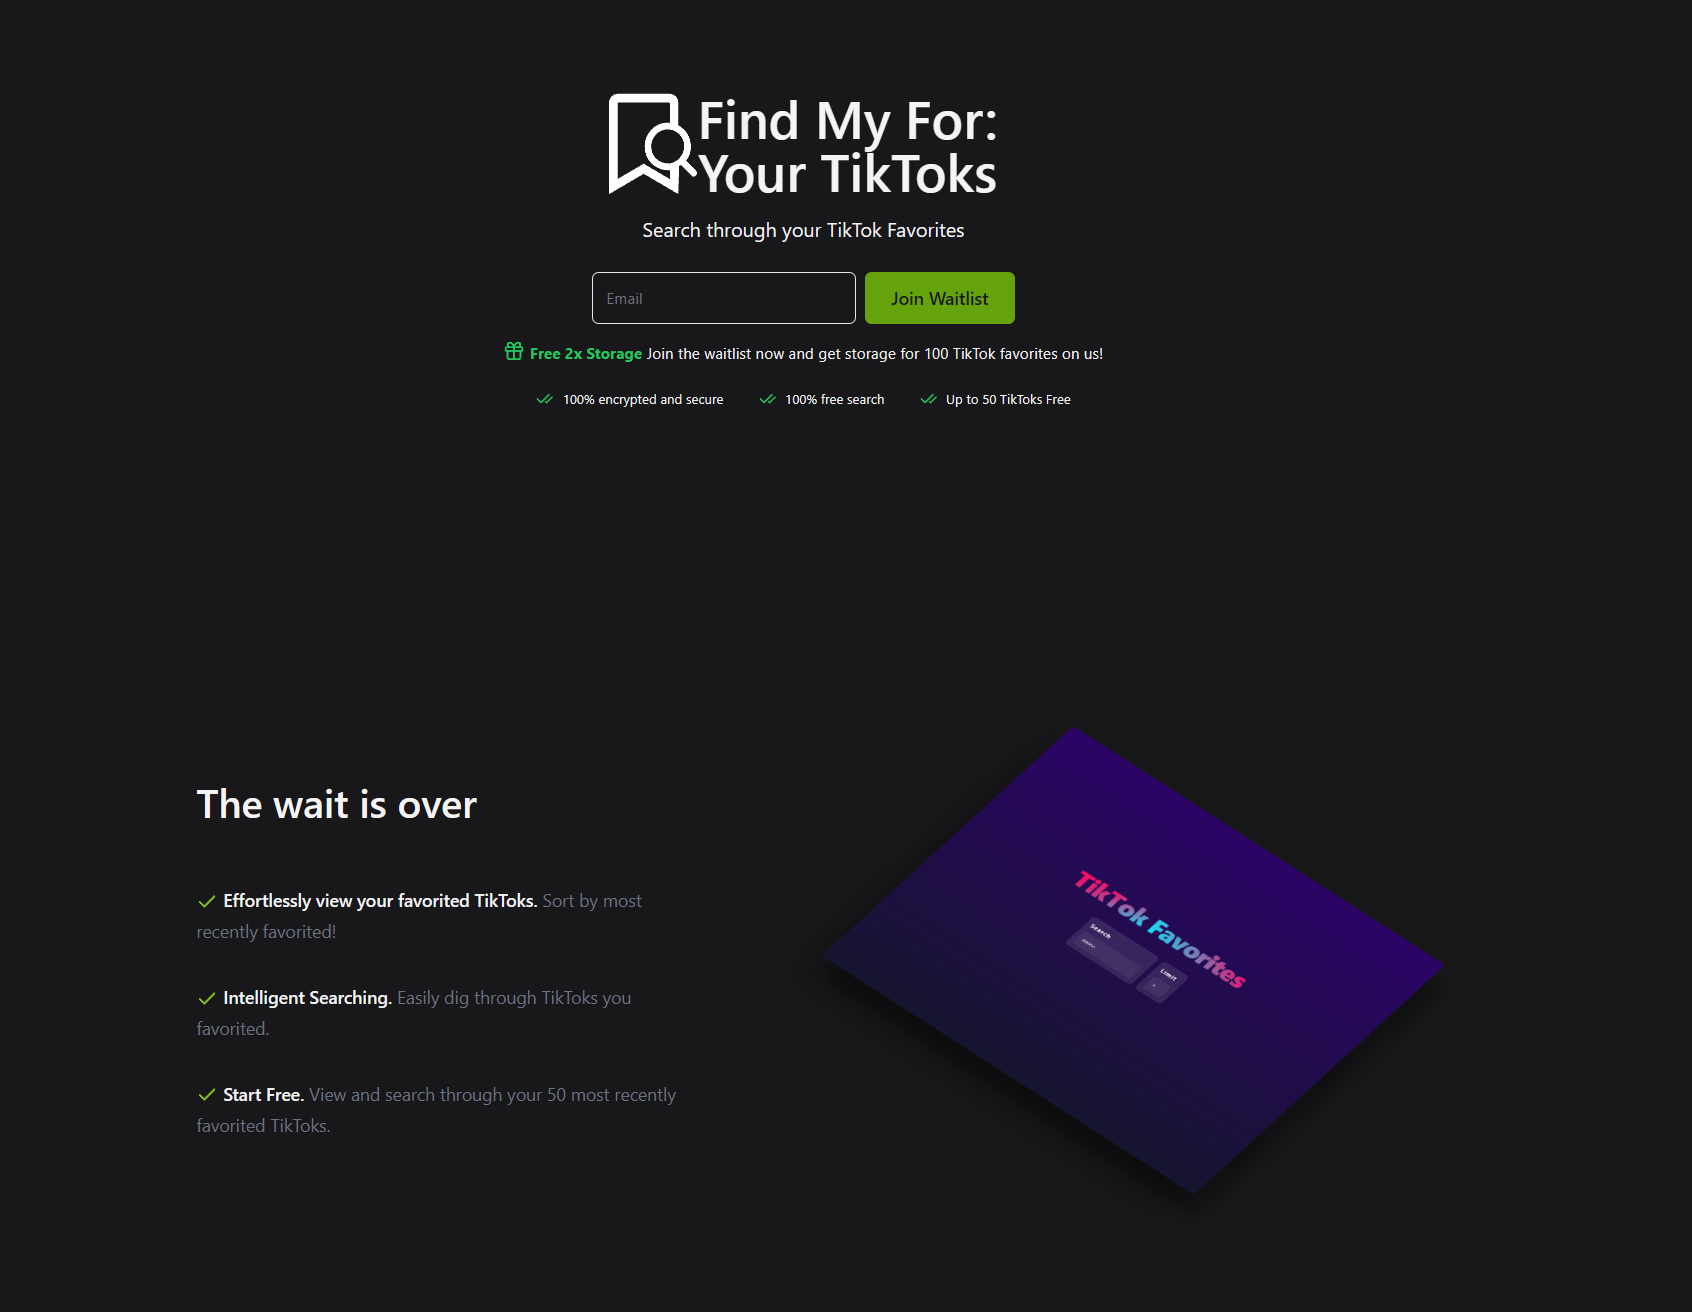 Find My For:
Your TikToks
Search through your TikTok Favorites
Email
Join Waitlist
Free 2x Storage Join the waitlist now and get storage for 100 TikTok favorites on us!
100% encrypted and secure
100% free search
Up to 50 TikToks Free
The wait is over
Effortlessly view your favorited TikToks. Sort by most
recently favorited!
Intelligent Searching. Easily dig through TikToks you
favorited.
Start Free. View and search through your 50 most recently
favorited TikToks.
TikTok Favorites
Search
Limit